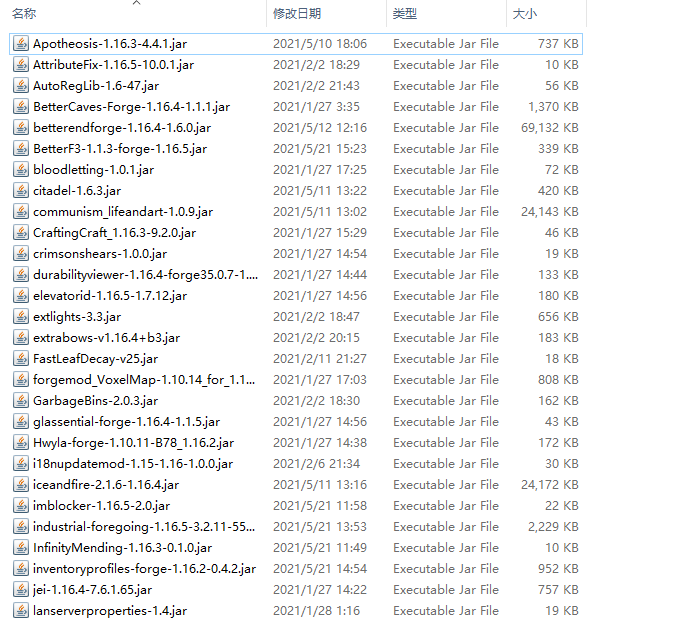 名称 修改日期 类型 大小
Apotheosis-1.16.3-4.4.1.jar 2021/5/10 18:06 Executable Jar File 737 KB
AttributeFix-1.16.5-10.0.1.jar 2021/2/2 18:29 Executable Jar File 10 KB
AutoRegLib-1.6-47.jar 2021/2/2 21:43 Executable Jar File 56 KB
BetterCaves-Forge-1.16.4-1.1.1.jar 2021/1/27 3:35 Executable Jar File 1,370 KB
betterendforge-1.16.4-1.6.0.jar 2021/5/12 12:16 Executable Jar File 69,132 KB
BetterF3-1.1.3-forge-1.16.5.jar 2021/5/21 15:23 Executable Jar File 339 KB
bloodletting-1.0.1.jar 2021/1/27 17:25 Executable Jar File 72 KB
citadel-1.6.3.jar 2021/5/11 13:22 Executable Jar File 420 KB
communism_lifeandart-1.0.9.jar 2021/5/11 13:02 Executable Jar File 24,143 KB
CraftingCraft_1.16.3-9.2.0.jar 2021/1/27 15:29 Executable Jar File 46 KB
crimsonshears-1.0.0.jar 2021/1/27 14:54 Executable Jar File 19 KB
durabilityviewer-1.16.4-forge35.0.7-1.... 2021/1/27 14:44 Executable Jar File 133 KB
elevatorid-1.16.5-1.7.12.jar 2021/1/27 14:56 Executable Jar File 180 KB
extlights-3.3.jar 2021/2/2 18:47 Executable Jar File 656 KB
extrabows-v1.16.4+b3.jar 2021/2/2 20:15 Executable Jar File 183 KB
FastLeafDecay-v25.jar 2021/2/11 21:27 Executable Jar File 18 KB
forgemod_VoxelMap-1.10.14_for_1.1... 2021/1/27 17:03 Executable Jar File 808 KB
GarbageBins-2.0.3.jar 2021/2/2 18:30 Executable Jar File 162 KB
glassential-forge-1.16.4-1.1.5.jar 2021/1/27 14:56 Executable Jar File 43 KB
Hwyla-forge-1.10.11-B78_1.16.2.jar 2021/1/27 14:38 Executable Jar File 172 KB
i18nupdatemod-1.15-1.16-1.0.0.jar 2021/2/6 21:34 Executable Jar File 30 KB
iceandfire-2.1.6-1.16.4.jar 2021/5/11 13:16 Executable Jar File 24,172 KB
imblocker-1.16.5-2.0.jar 2021/5/21 11:58 Executable Jar File 22 KB
industrial-foregoing-1.16.5-3.2.11-55... 2021/5/21 13:53 Executable Jar File 2,229 KB
InfinityMending-1.16.3-0.1.0.jar 2021/5/21 11:49 Executable Jar File 10 KB
inventoryprofiles-forge-1.16.2-0.4.2.jar 2021/5/21 14:54 Executable Jar File 952 KB
jei-1.16.4-7.6.1.65.jar 2021/1/27 14:22 Executable Jar File 757 KB
lanserverproperties-1.4.jar 2021/1/28 1:16 Executable Jar File 19 KB